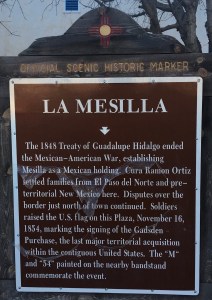 OFFICIAL SCENIC HISTORIC MARKER
LA MESILLA
The 1848 Treaty of Guadalupe Hidalgo ended
the Mexican-American War, establishing
Mesilla as a Mexican holding. Cura Ramon Ortiz
settled families from El Paso del Norte and pre-
territorial New Mexico here. Disputes over the
border just north of town continued. Soldiers
raised the U.S. flag on this Plaza, November 16,
1854, marking the signing of the Gadsden
Purchase, the last major territorial acquisition
within the contiguous United States. The "M"
and "54" painted on the nearby bandstand
commemorate the event.